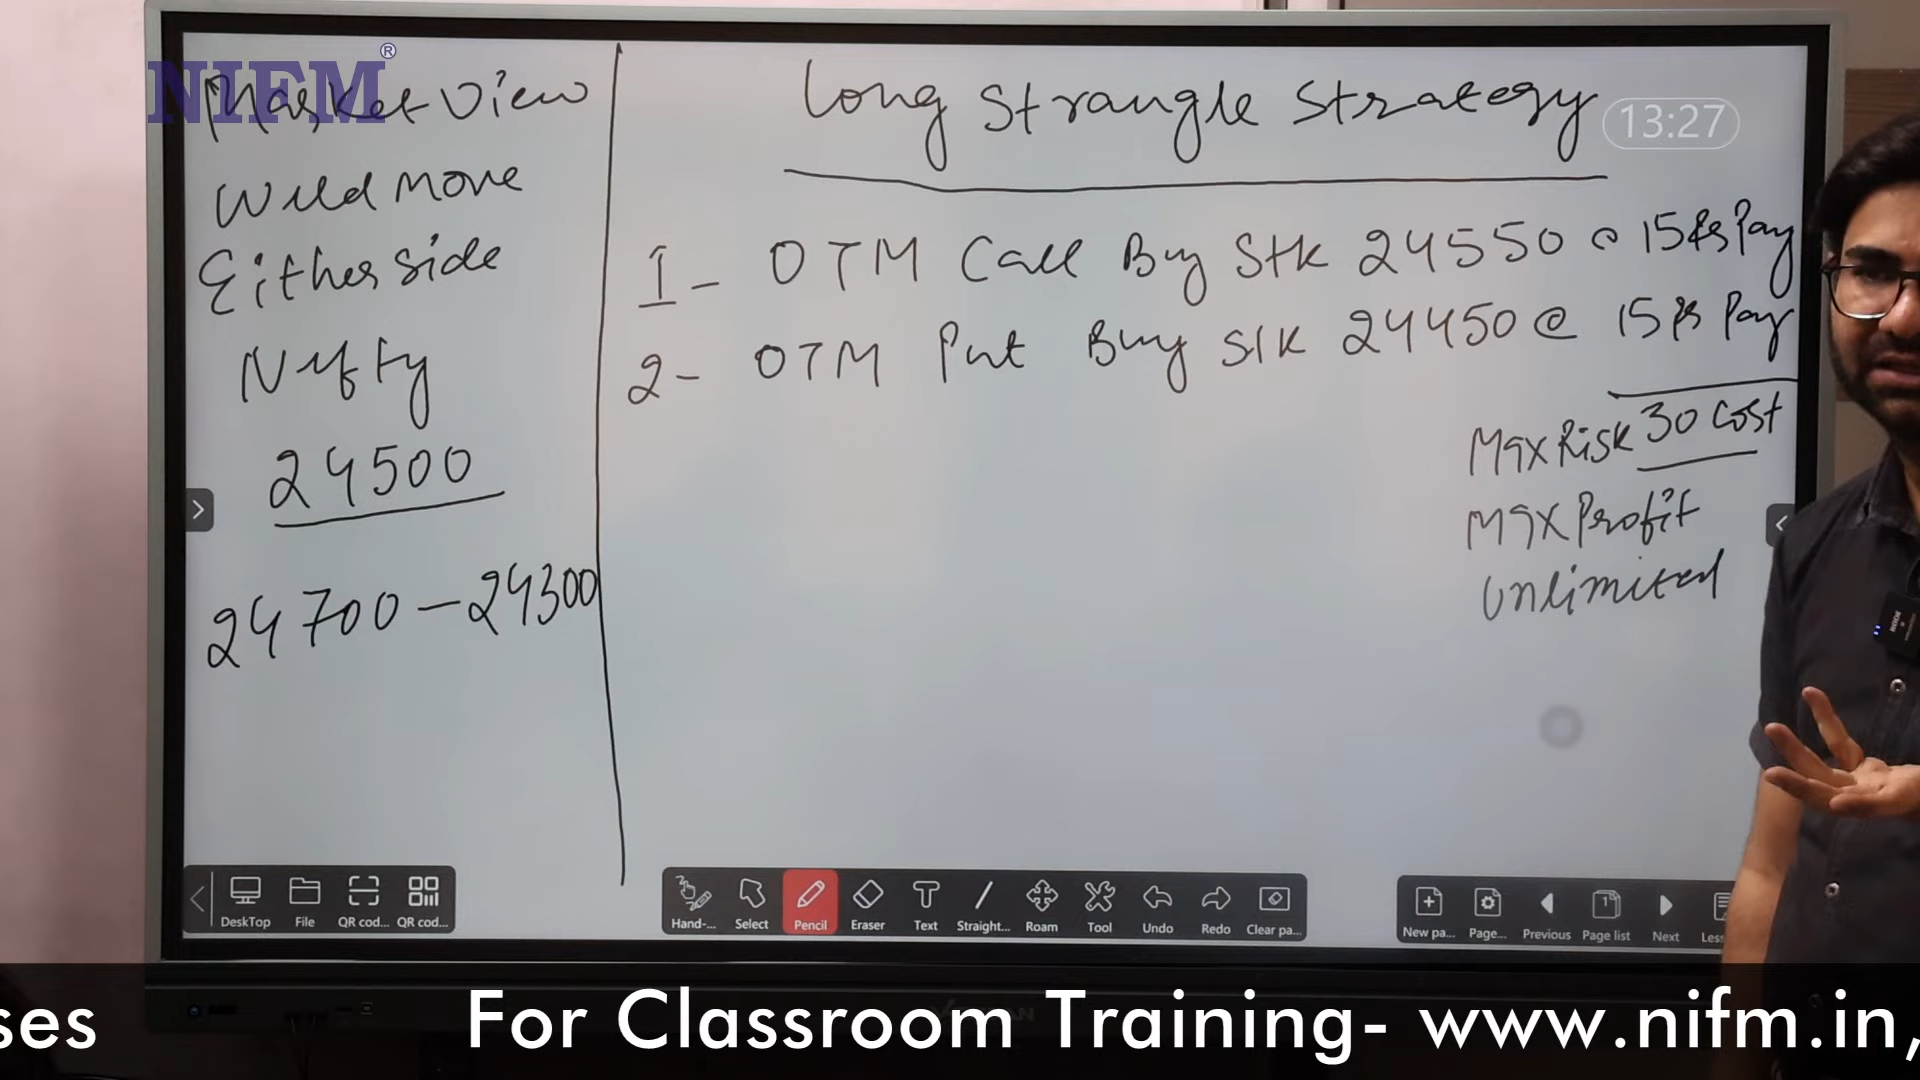 NIFM®
Market View
Wild move
Either side
Nifty
24500
24700 - 24300
Long Strangle Strategy
13:27
1- OTM Call Buy Stk 24550 @ 15 Rs Pay
2- OTM Put Buy Stk 24450 @ 15 Rs Pay
Max Risk 30 Cost
Max Profit
Unlimited
DeskTop File QR cod... QR cod...
Hand-... Select Pencil Eraser Text Straight... Roam Tool Undo Redo Clear pa...
New pa... Page... Previous Page list Next Less
ses For Classroom Training- www.nifm.in,